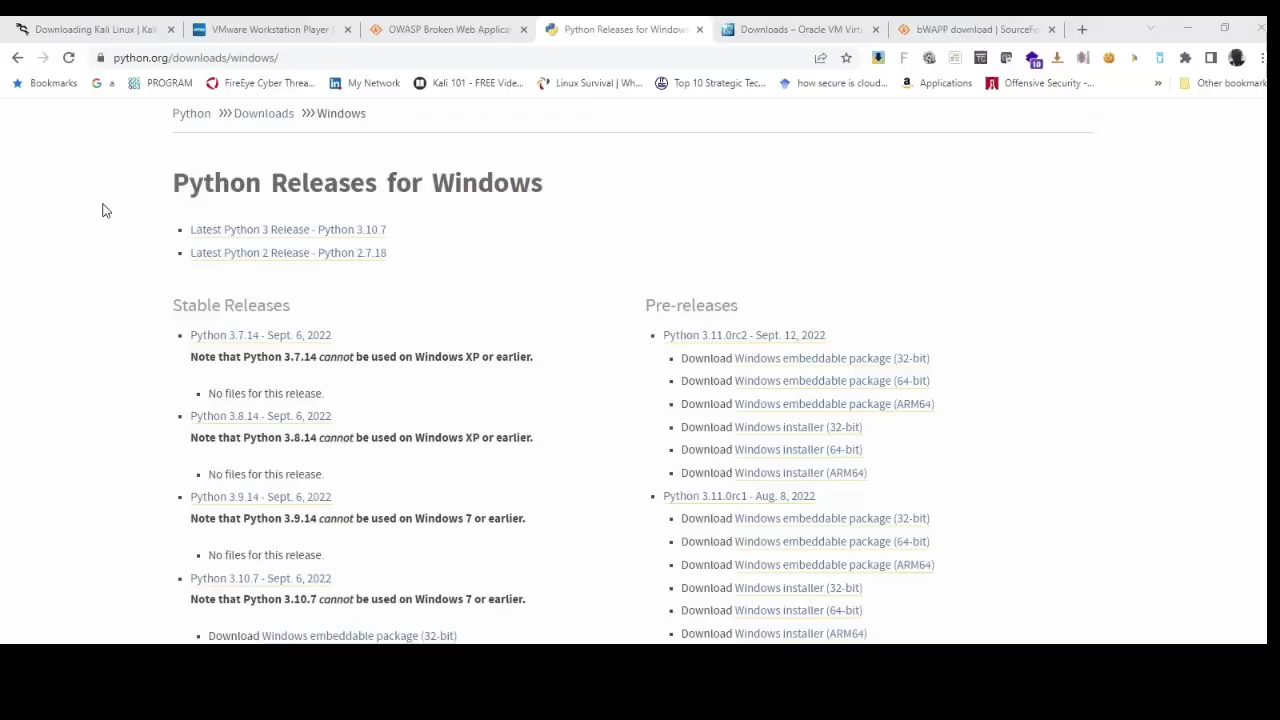 Downloading Kali Linux | Kali
VMware Workstation Player |
OWASP Broken Web Applica
Python Releases for Windows
Downloads – Oracle VM Virtu
bWAPP download | SourceFo
python.org/downloads/windows/
10
Bookmarks
a
PROGRAM
FireEye Cyber Threa...
My Network
Kali 101 - FREE Vide...
Linux Survival | Wh...
Top 10 Strategic Tec...
how secure is cloud...
Applications
Offensive Security -...
»
Other bookmark
Python >>> Downloads >>> Windows
Python Releases for Windows
Latest Python 3 Release - Python 3.10.7
Latest Python 2 Release - Python 2.7.18
Stable Releases
Python 3.7.14 - Sept. 6, 2022
Note that Python 3.7.14 cannot be used on Windows XP or earlier.
No files for this release.
Python 3.8.14 - Sept. 6, 2022
Note that Python 3.8.14 cannot be used on Windows XP or earlier.
No files for this release.
Python 3.9.14 - Sept. 6, 2022
Note that Python 3.9.14 cannot be used on Windows 7 or earlier.
No files for this release.
Python 3.10.7 - Sept. 6, 2022
Note that Python 3.10.7 cannot be used on Windows 7 or earlier.
Download Windows embeddable package (32-bit)
Pre-releases
Python 3.11.0rc2 - Sept. 12, 2022
Download Windows embeddable package (32-bit)
Download Windows embeddable package (64-bit)
Download Windows embeddable package (ARM64)
Download Windows installer (32-bit)
Download Windows installer (64-bit)
Download Windows installer (ARM64)
Python 3.11.0rc1 - Aug. 8, 2022
Download Windows embeddable package (32-bit)
Download Windows embeddable package (64-bit)
Download Windows embeddable package (ARM64)
Download Windows installer (32-bit)
Download Windows installer (64-bit)
Download Windows installer (ARM64)